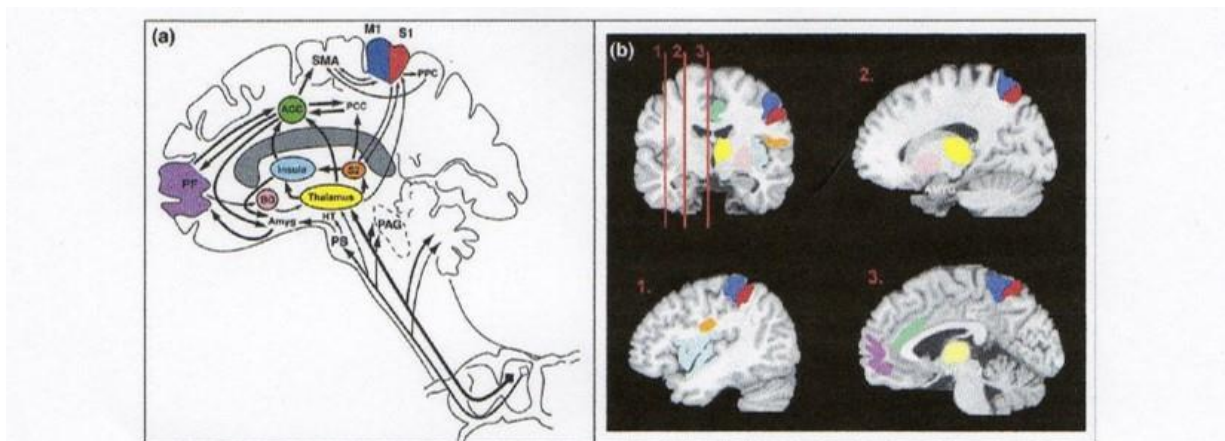 (a)
M1 S1
SMA
PPC
ACC
PCC
Insula
S2
PF
BG
Thalamus
Amyg
HT
PAG
PB
(b)
1 2 3
2.
1.
3.